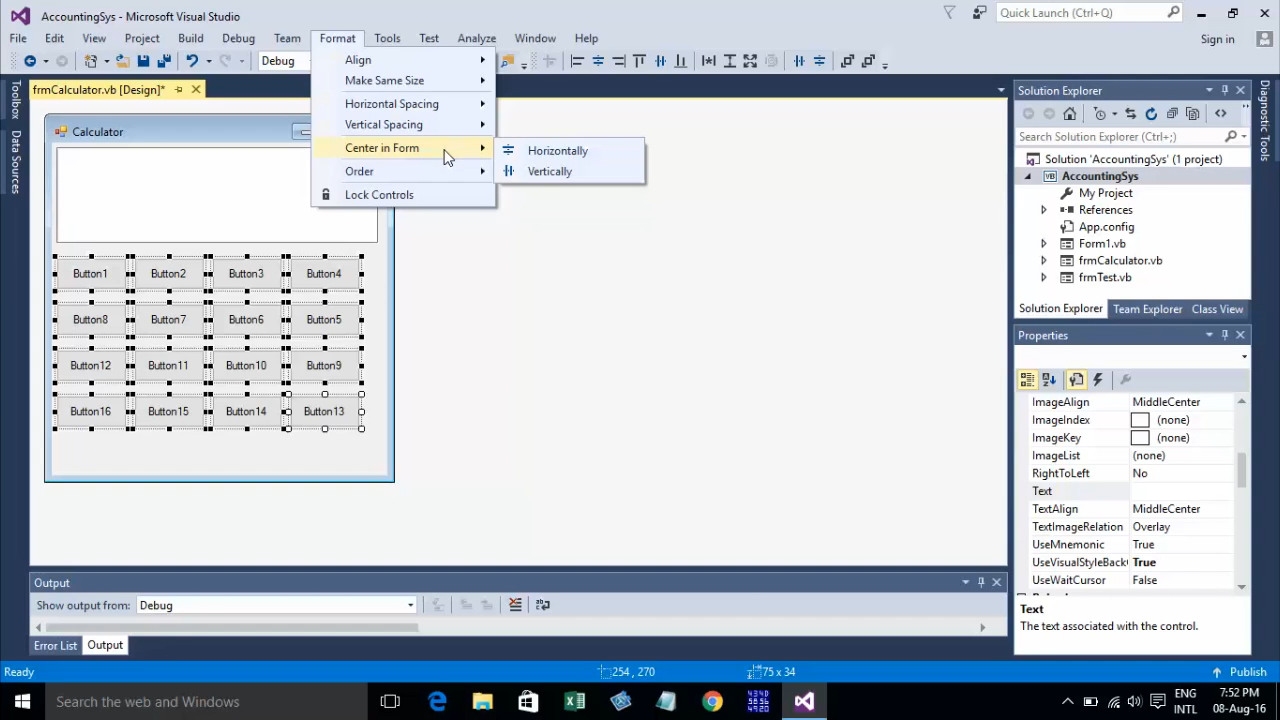 AccountingSys - Microsoft Visual Studio
Quick Launch (Ctrl+Q)
File Edit View Project Build Debug Team Format Tools Test Analyze Window Help
Sign in
Debug
frmCalculator.vb [Design]*
Toolbox
Data Sources
Calculator
Align
Make Same Size
Horizontal Spacing
Vertical Spacing
Center in Form
Order
Lock Controls
Horizontally
Vertically
Button1 Button2 Button3 Button4
Button8 Button7 Button6 Button5
Button12 Button11 Button10 Button9
Button16 Button15 Button14 Button13
Solution Explorer
Search Solution Explorer (Ctrl+;)
Solution 'AccountingSys' (1 project)
AccountingSys
My Project
References
App.config
Form1.vb
frmCalculator.vb
frmTest.vb
Solution Explorer Team Explorer Class View
Diagnostic Tools
Properties
ImageAlign MiddleCenter
ImageIndex (none)
ImageKey (none)
ImageList (none)
RightToLeft No
Text
TextAlign MiddleCenter
TextImageRelation Overlay
UseMnemonic True
UseVisualStyleBack True
UseWaitCursor False
Text
The text associated with the control.
Output
Show output from: Debug
Error List Output
Ready
254 , 270
75 x 34
Publish
Search the web and Windows
ENG
INTL
7:52 PM
08-Aug-16